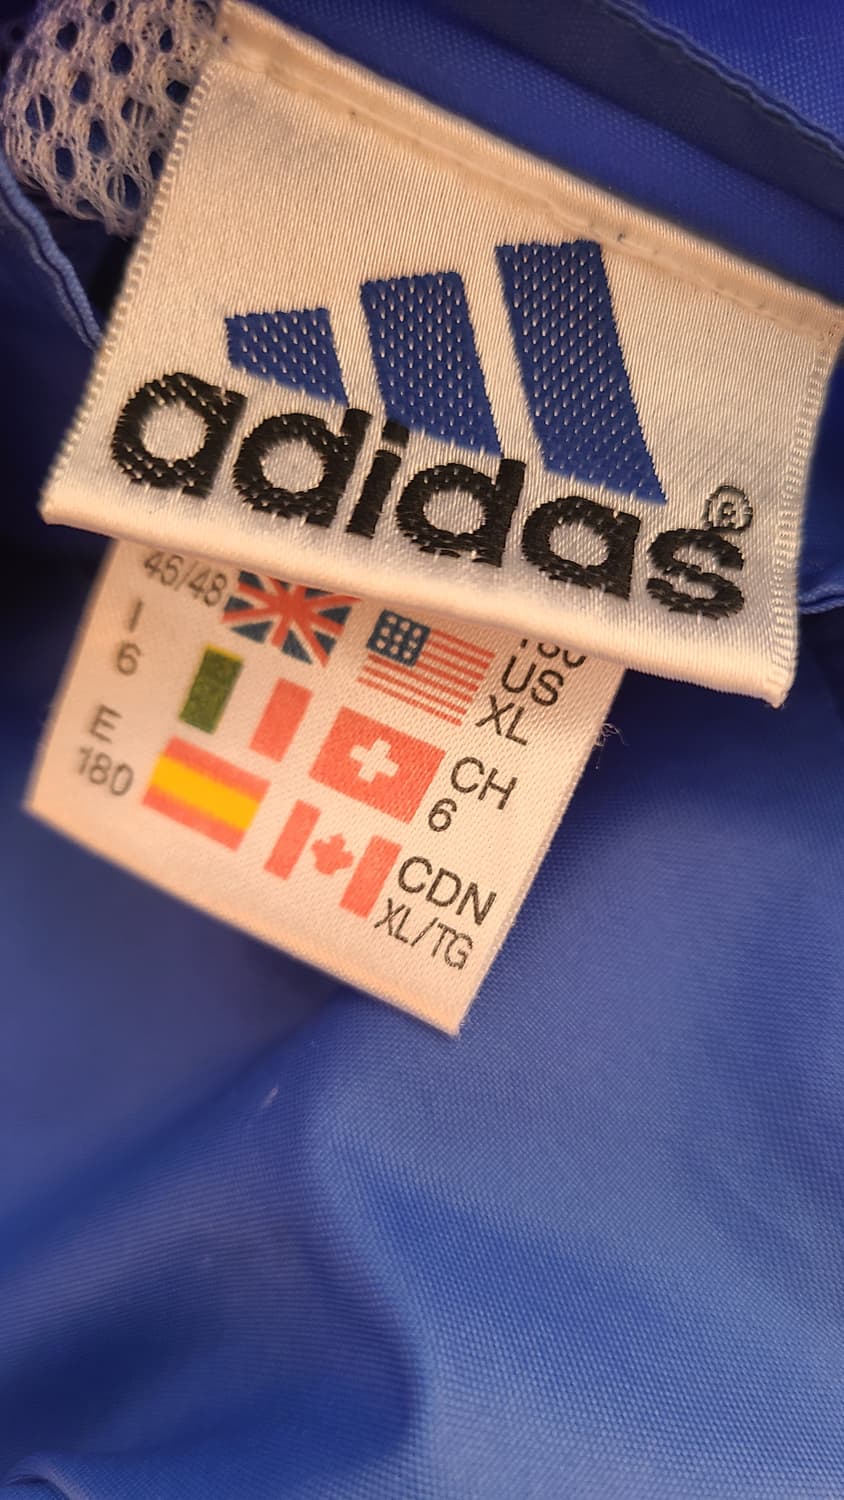 adidas®
46/48
I
6
E
180
US
XL
CH
6
CDN
XL/TG